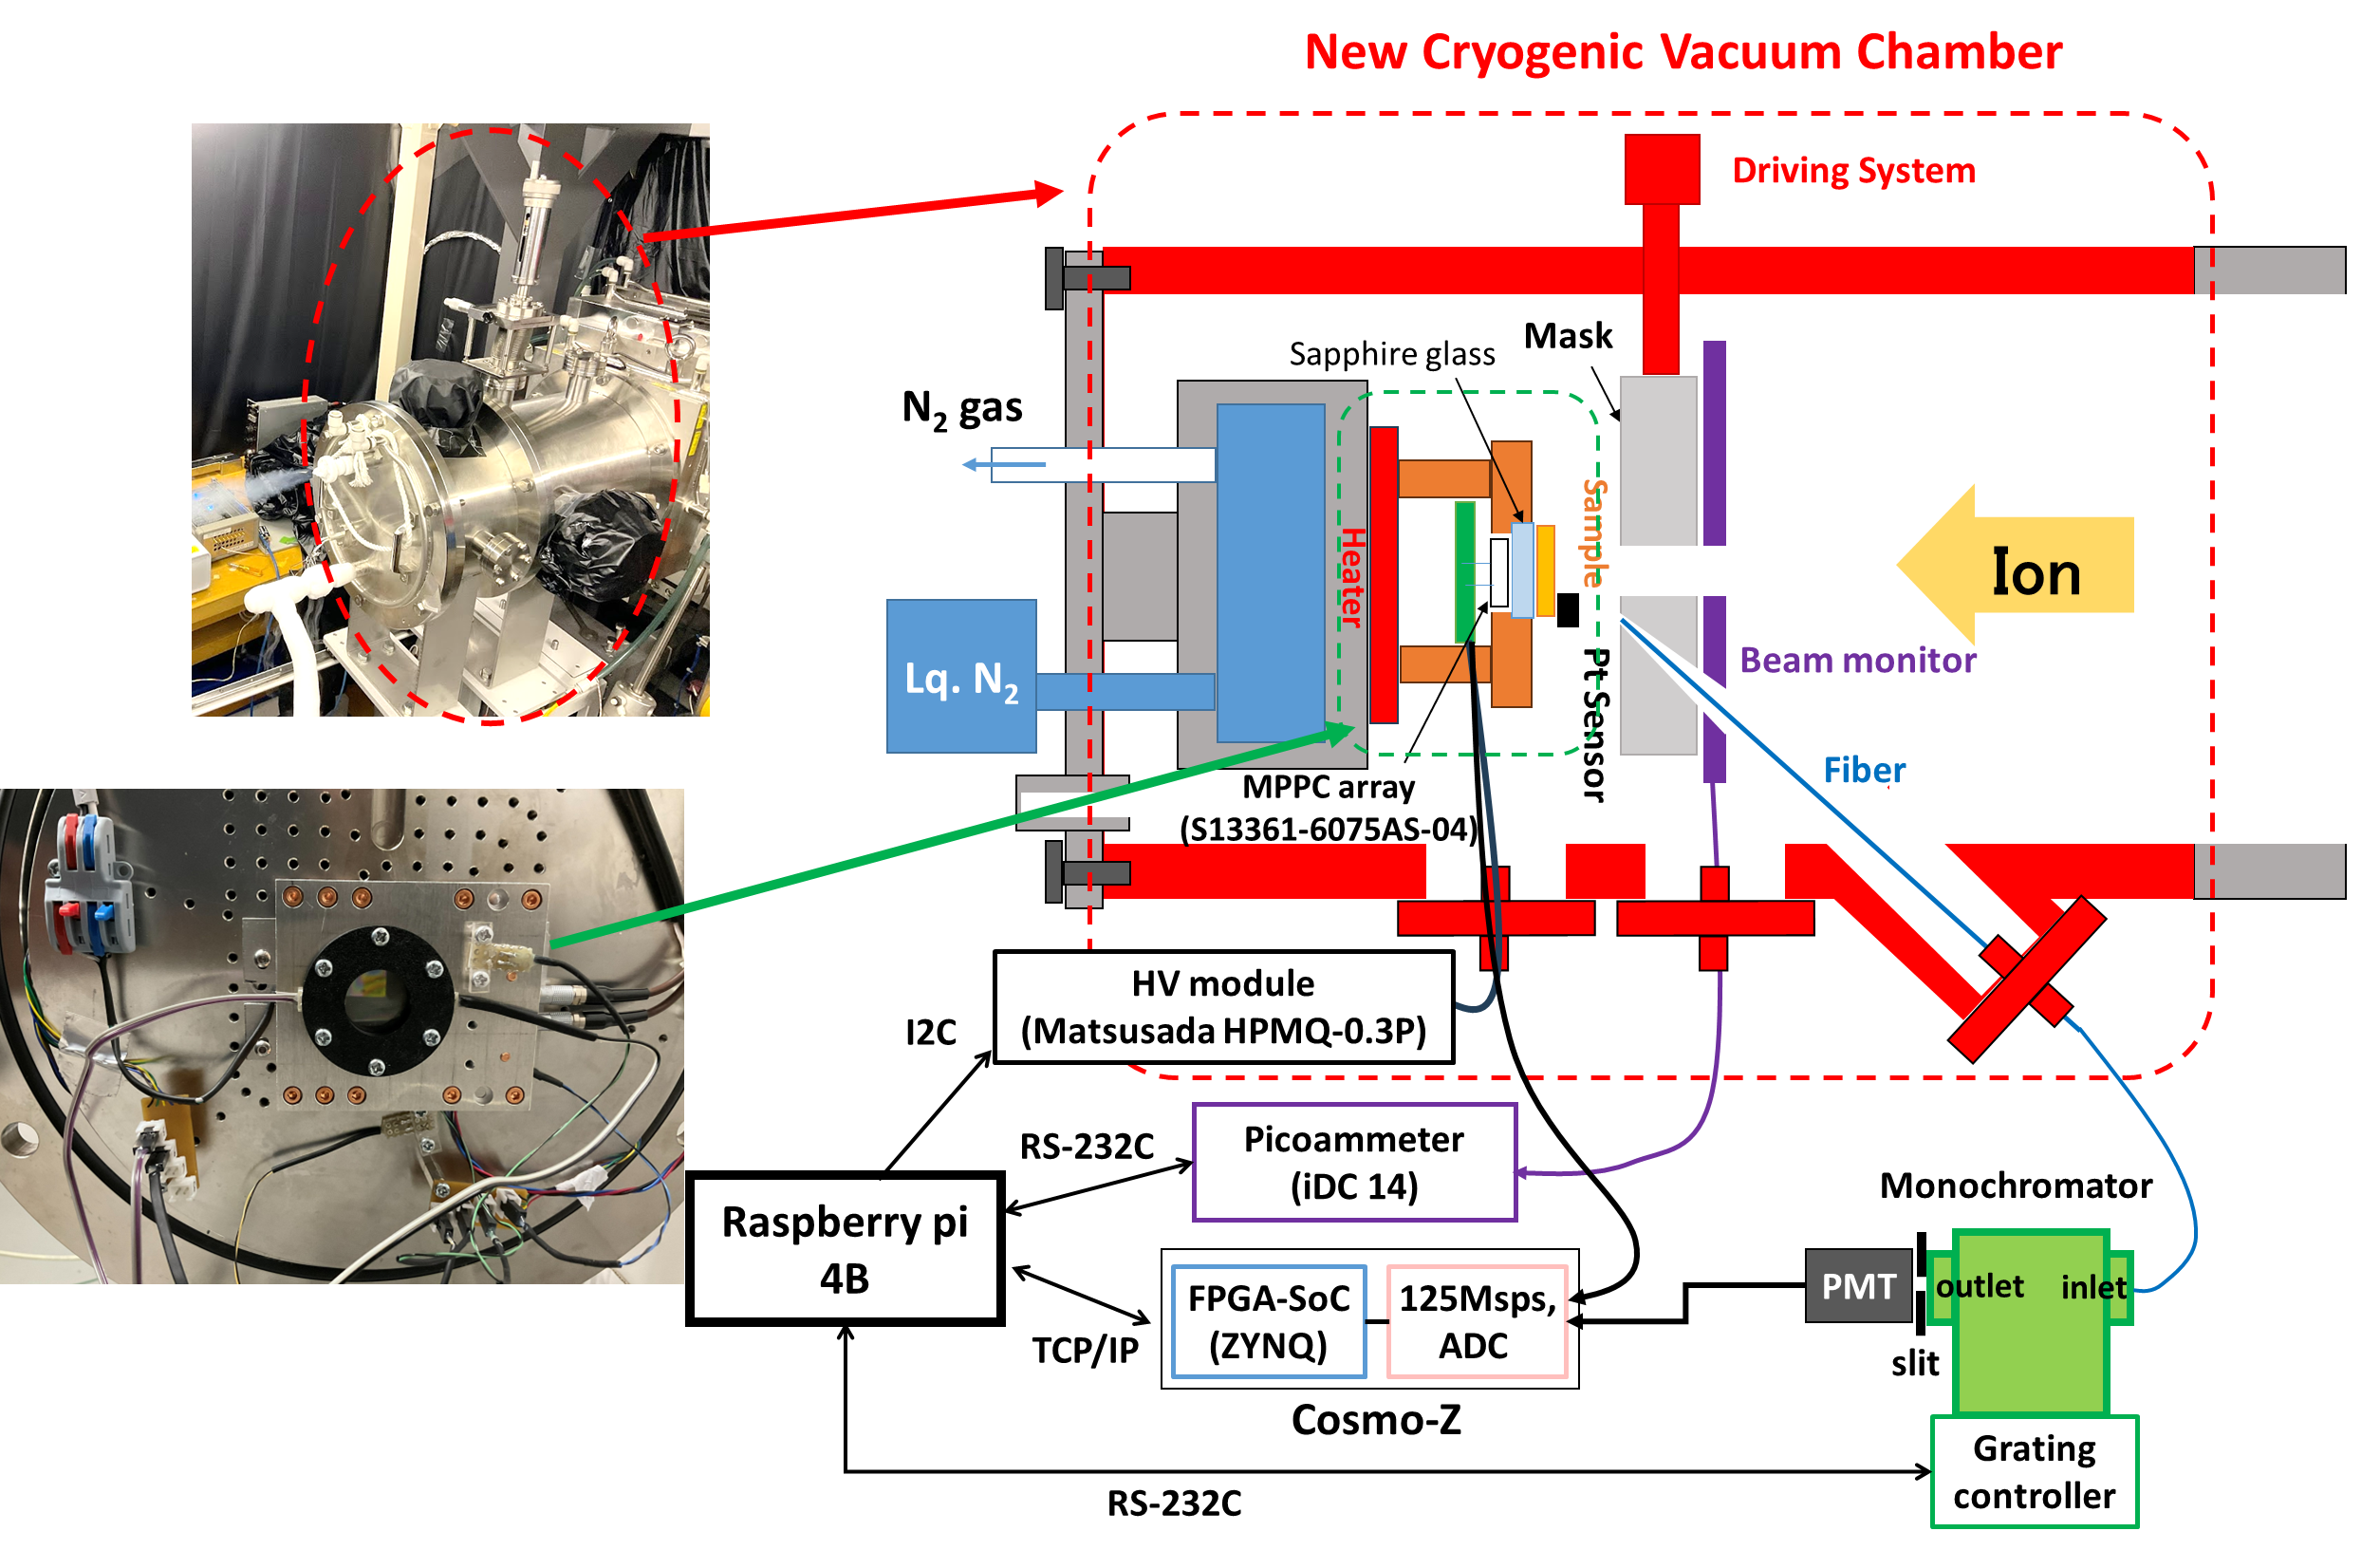 New Cryogenic Vacuum Chamber
Driving System
Mask
Sapphire glass
N2 gas
Sample
Heater
Ion
Lq. N2
Beam monitor
Pt Sensor
Fiber
MPPC array
(S13361-6075AS-04)
HV module
(Matsusada HPMQ-0.3P)
I2C
RS-232C
Picoammeter
(iDC 14)
Monochromator
Raspberry pi
4B
FPGA-SoC
(ZYNQ)
125Msps,
ADC
PMT
outlet
inlet
TCP/IP
slit
Cosmo-Z
Grating
controller
RS-232C